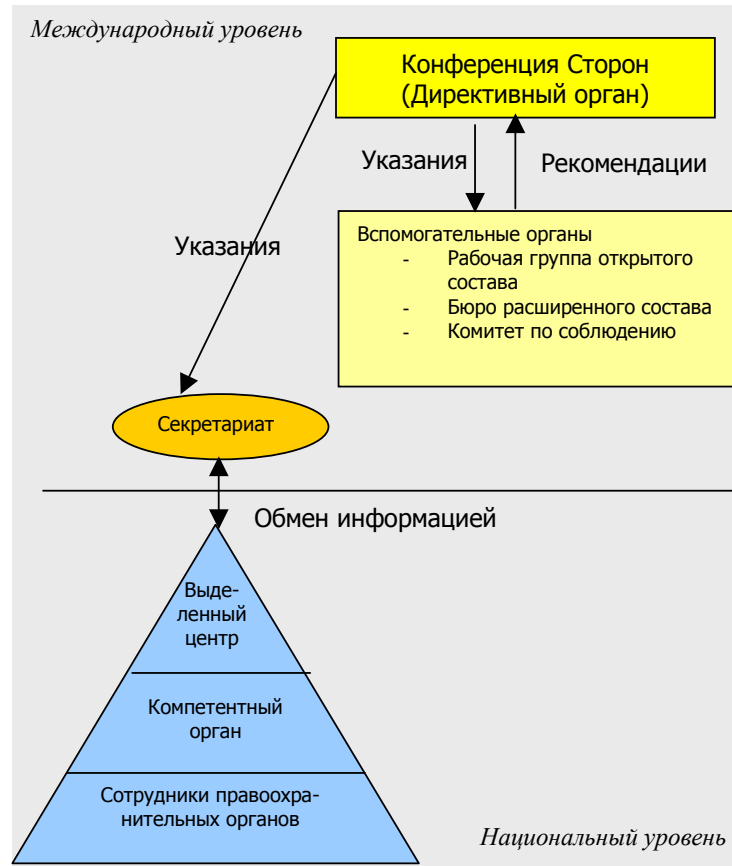 Международный уровень
Конференция Сторон
(Директивный орган)
Указания
Рекомендации
Вспомогательные органы
- Рабочая группа открытого
состава
- Бюро расширенного состава
- Комитет по соблюдению
Указания
Секретариат
Обмен информацией
Выде-
ленный
центр
Компетентный
орган
Сотрудники правоохра-
нительных органов
Национальный уровень